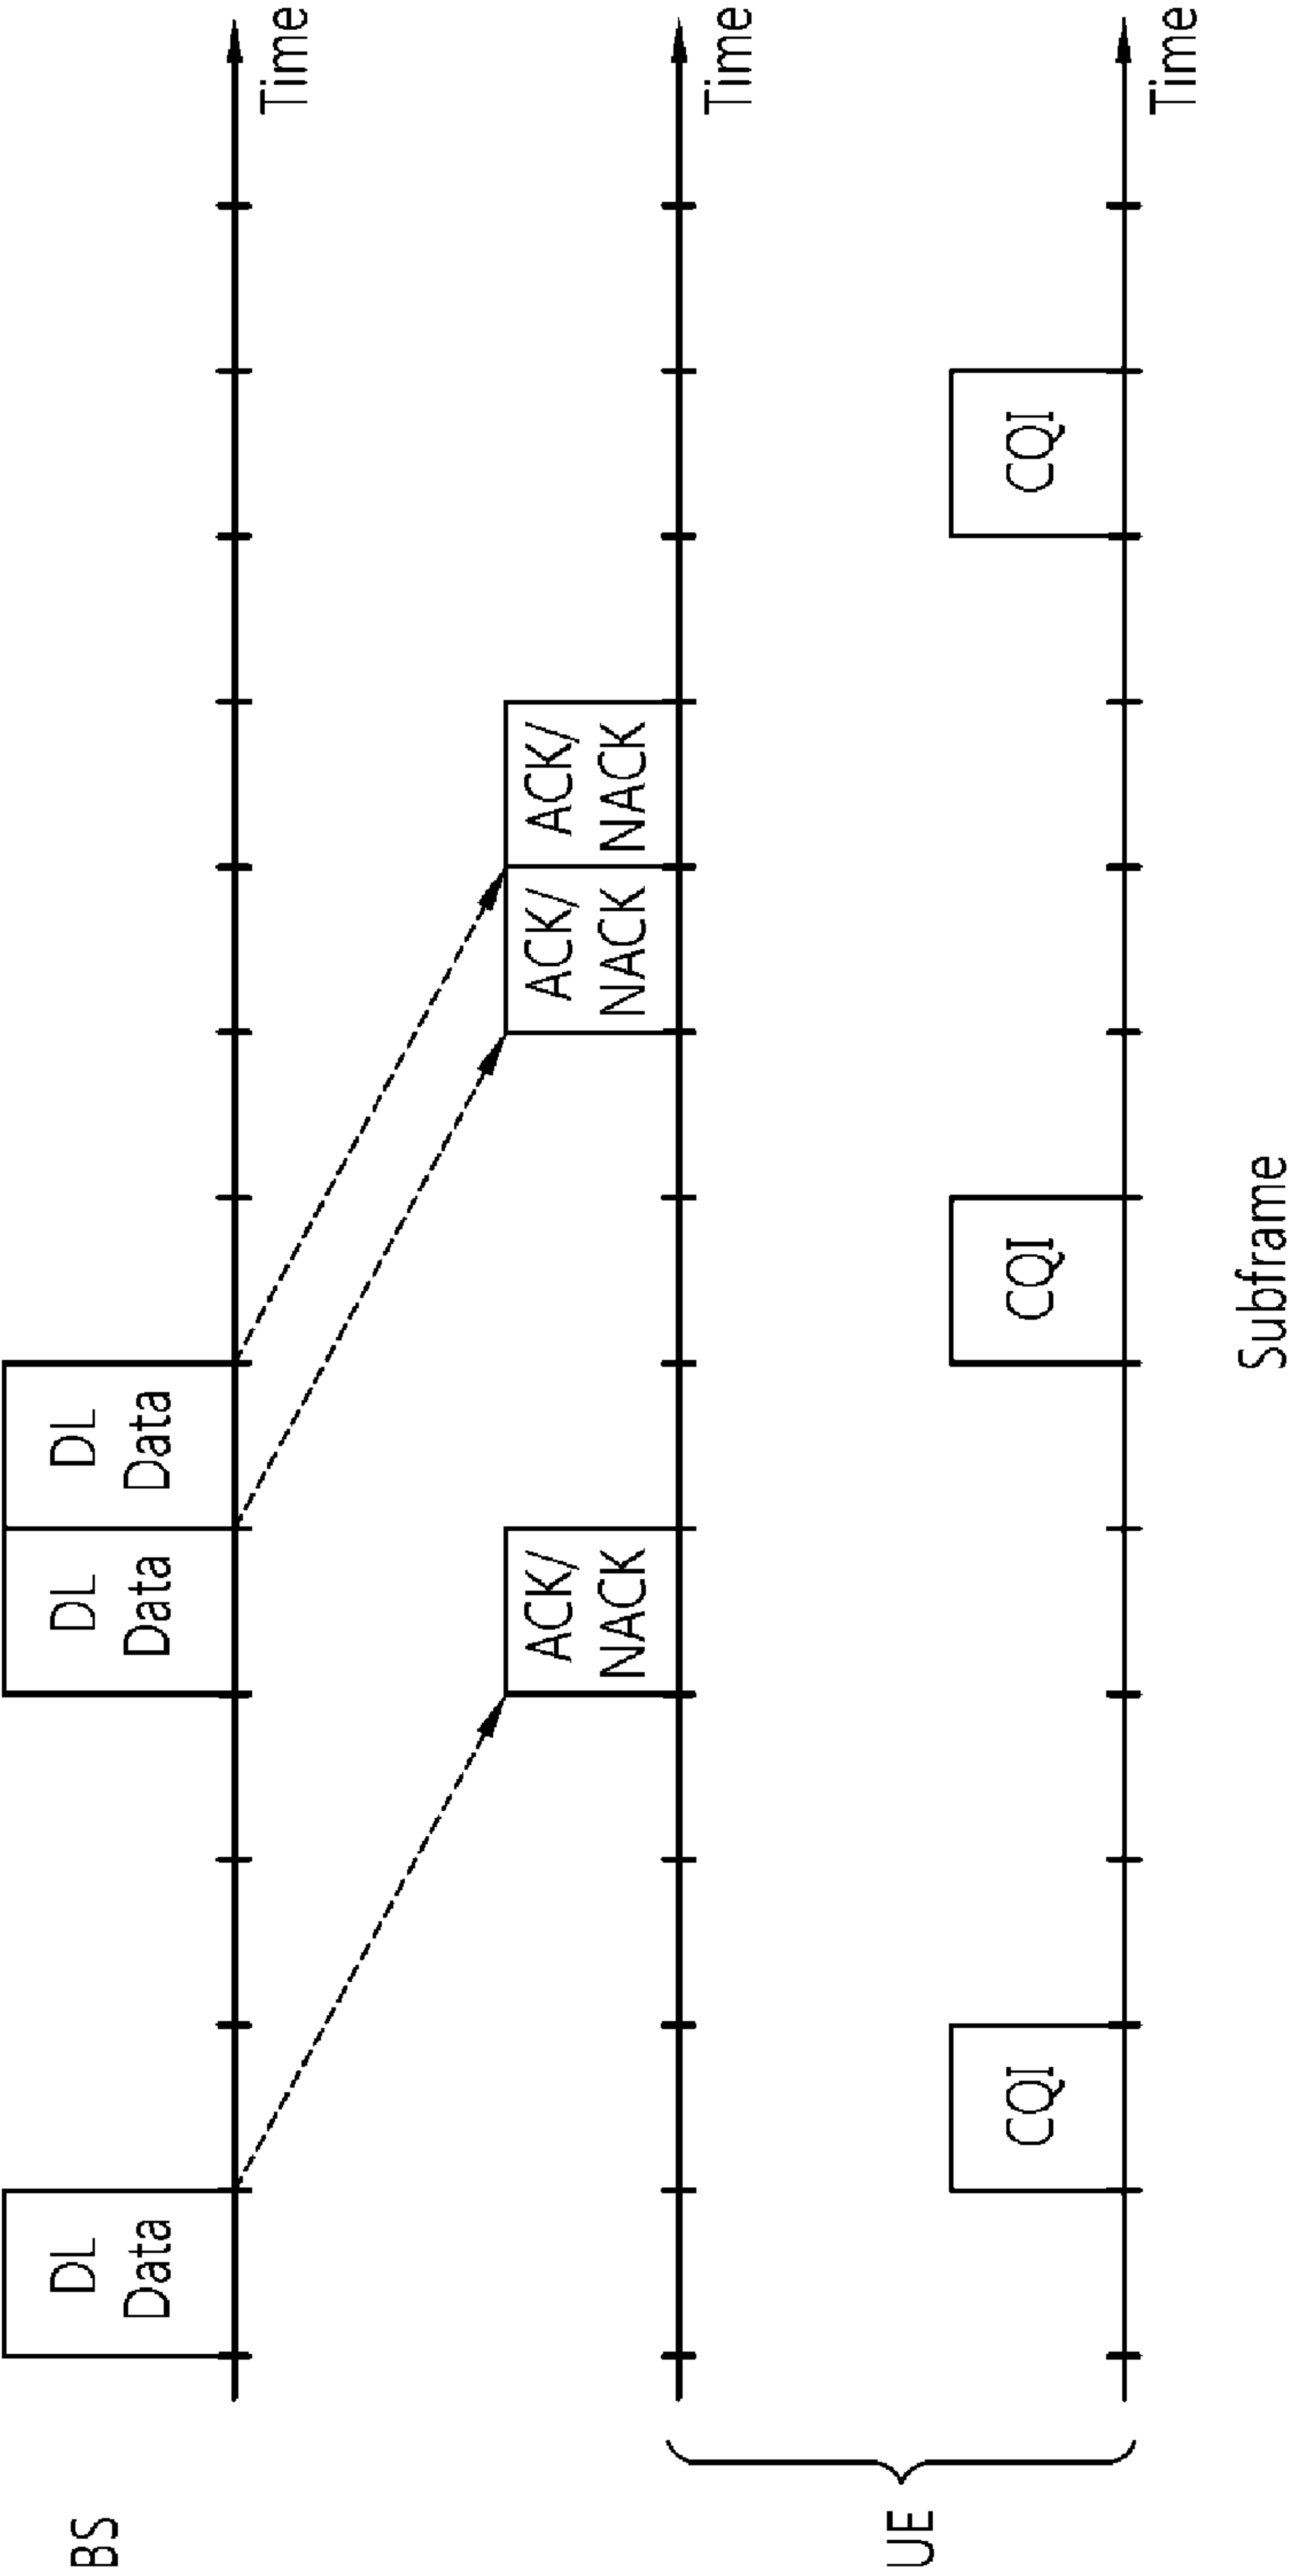 BS
DL
Data
DL
Data
DL
Data
Time
ACK/
NACK
ACK/
NACK
ACK/
NACK
Time
UE
CQI
CQI
CQI
Time
Subframe